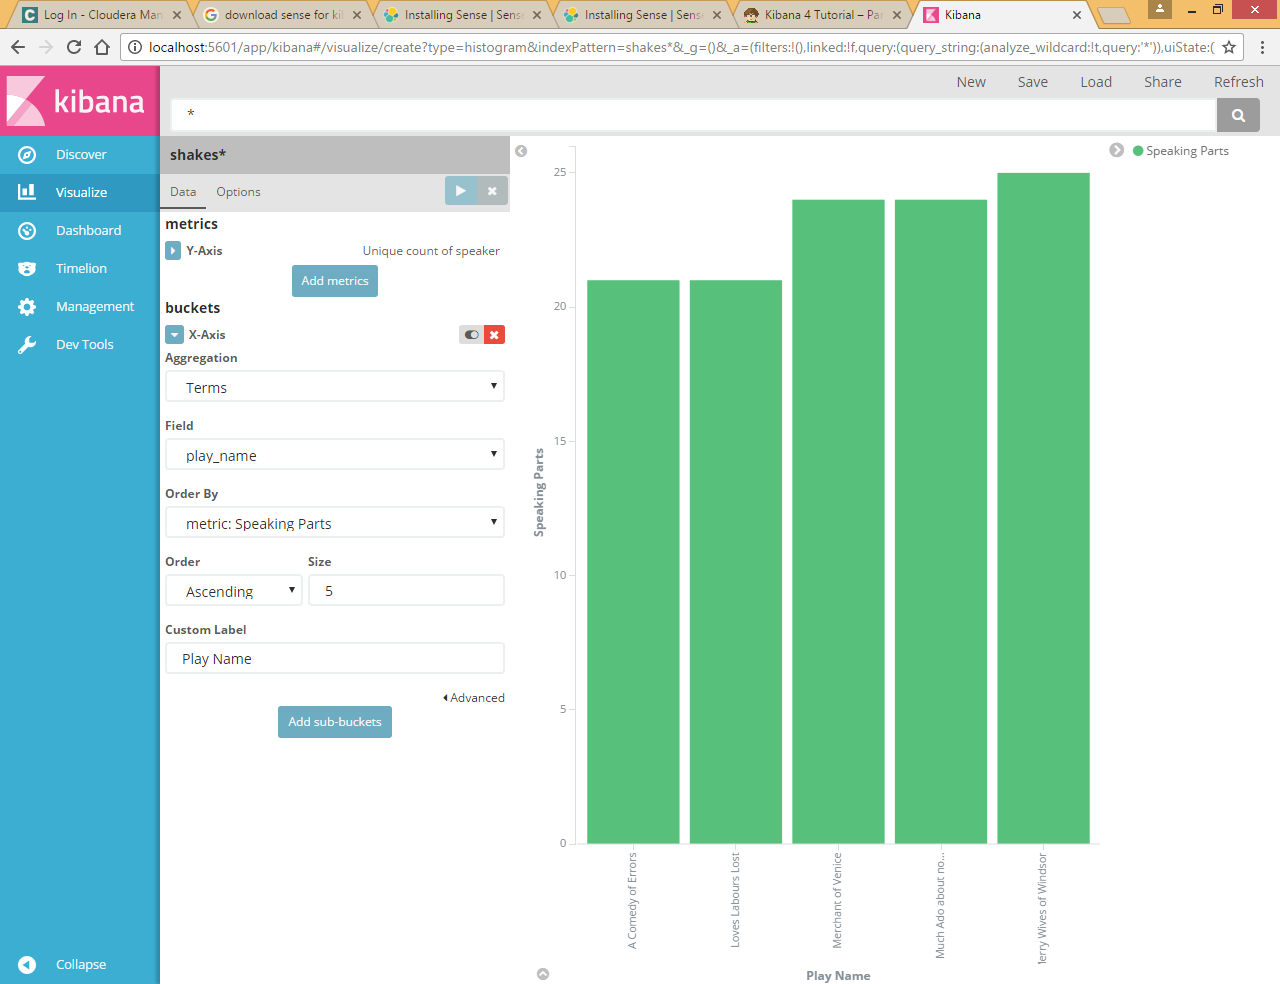 Log In - Cloudera Man
download sense for ki
Installing Sense | Sens
Installing Sense | Sens
Kibana 4 Tutorial – Pa
Kibana
localhost:5601/app/kibana#/visualize/create?type=histogram&indexPattern=shakes*&_g=()&_a=(filters:!(),linked:!f,query:(query_string:(analyze_wildcard:!t,query:'*')),uiState:(
kibana
New Save Load Share Refresh
*
Discover
Visualize
Dashboard
Timelion
Management
Dev Tools
Collapse
shakes*
Data Options
metrics
Y-Axis Unique count of speaker
Add metrics
buckets
X-Axis
Aggregation
Terms
Field
play_name
Order By
metric: Speaking Parts
Order Size
Ascending 5
Custom Label
Play Name
Advanced
Add sub-buckets
Speaking Parts
25
20
15
10
5
0
Speaking Parts
A Comedy of Errors
Loves Labours Lost
Merchant of Venice
Much Ado about no...
Merry Wives of Windsor
Play Name